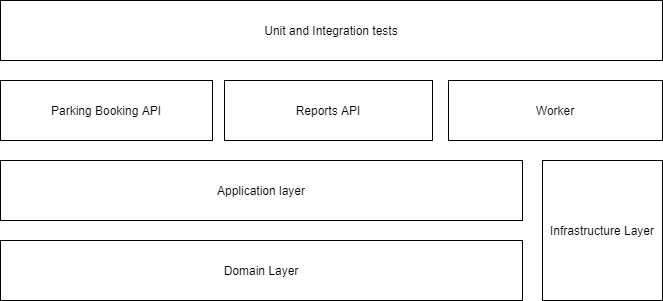 Unit and Integration tests
Parking Booking API
Reports API
Worker
Application layer
Infrastructure Layer
Domain Layer